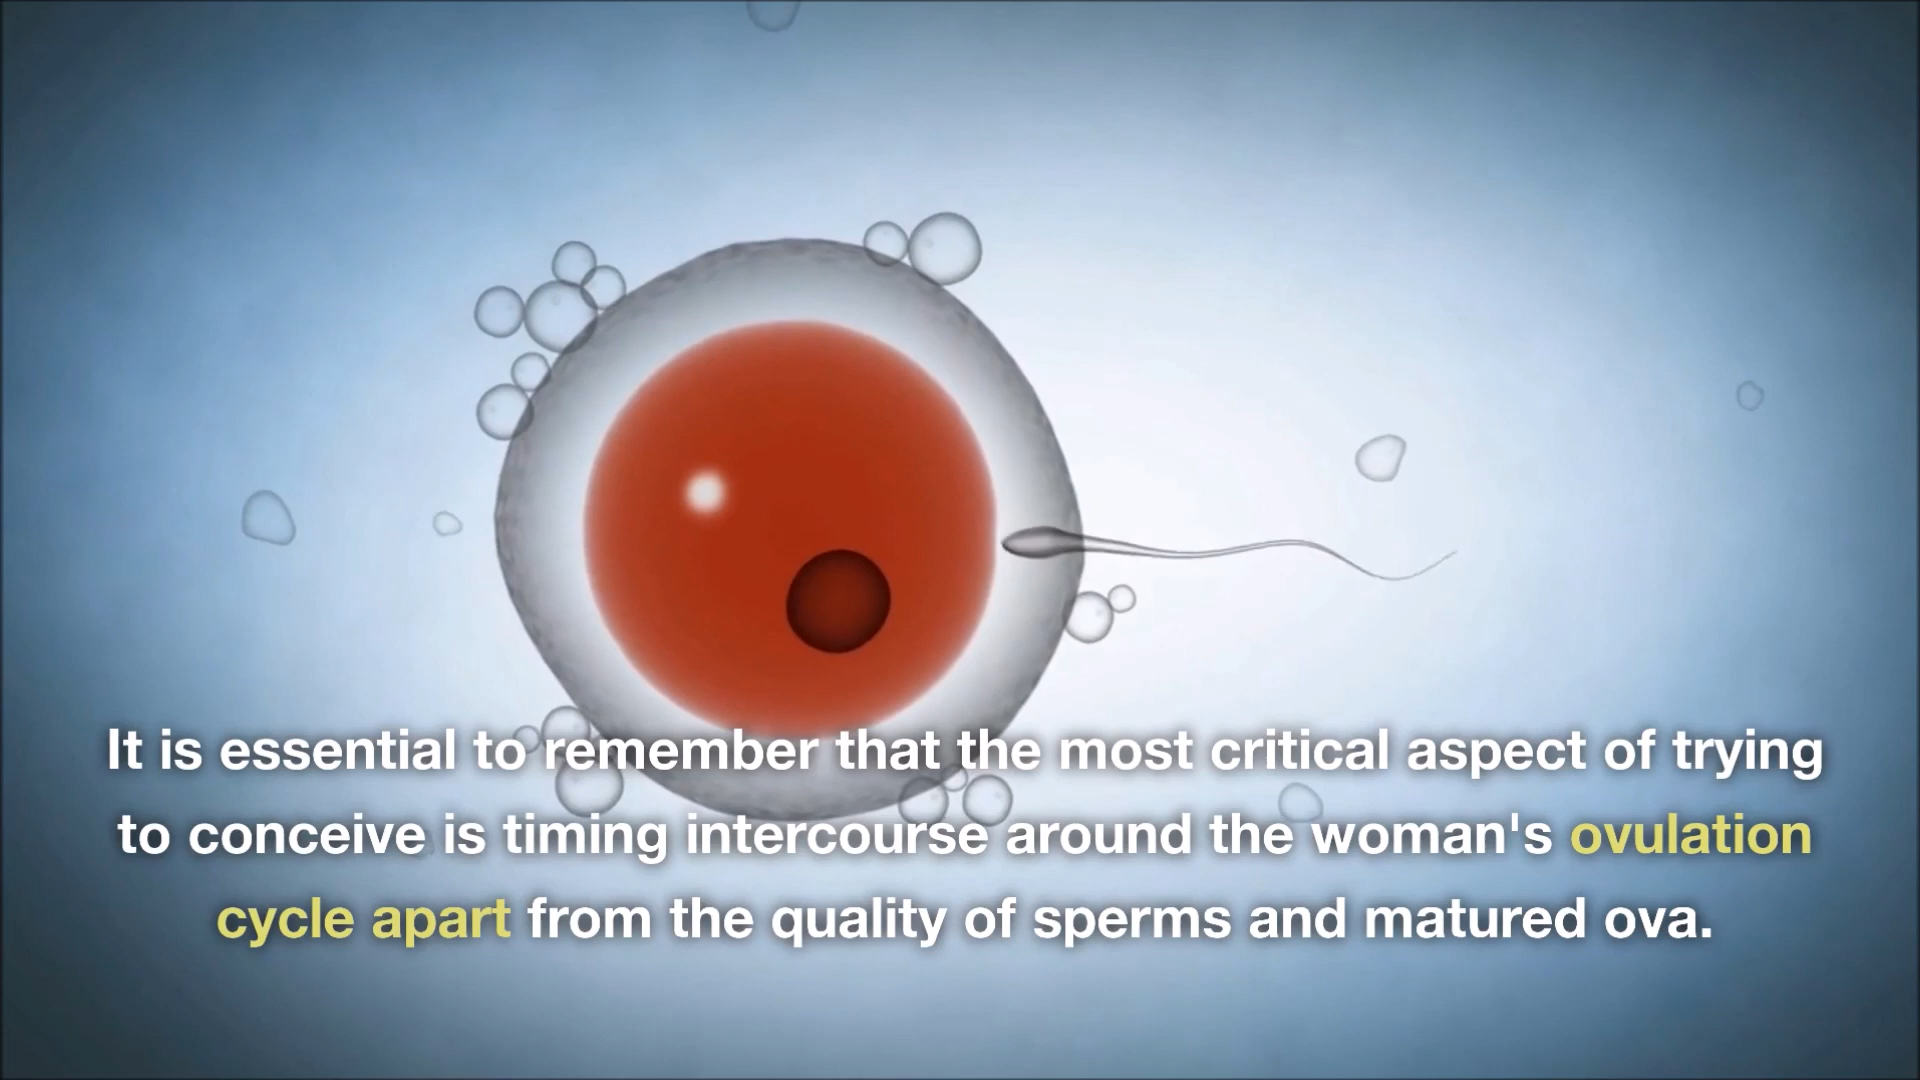 It is essential to remember that the most critical aspect of trying
to conceive is timing intercourse around the woman's ovulation
cycle apart from the quality of sperms and matured ova.